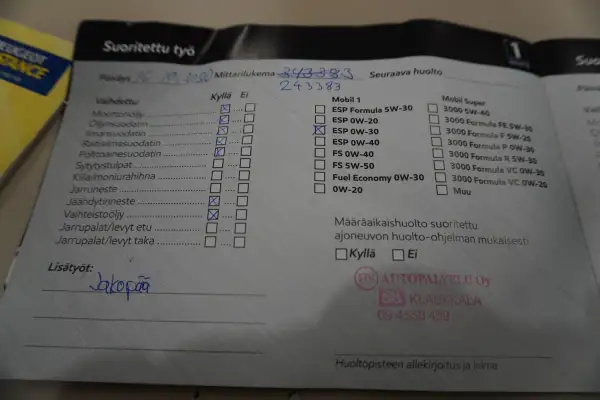 PEUGEOT
Suoritettu työ
1
Suo
Päiväys Mittarilukema 343383 Seuraava huolto
243383
Vaihdettu Kyllä Ei
Moottoriöljy
Öljynsuodatin
Ilmansuodatin
Raitisilmasuodatin
Polttoainesuodatin
Sytytystulpat
Kiilaimoniurahihna
Jarruneste
Jäähdytinneste
Vaihteistoöljy
Jarrupalat/levyt etu
Jarrupalat/levyt taka
Lisätyöt:
Jakopää
Mobil 1
ESP Formula 5W-30
ESP 0W-20
ESP 0W-30
ESP 0W-40
FS 0W-40
FS 5W-50
Fuel Economy 0W-30
0W-20
Mobil Super
3000 5W-40
3000 Formula FE 5W-30
3000 Formula F 5W-20
3000 Formula P 0W-30
3000 Formula R 5W-30
3000 Formula VC 0W-30
3000 Formula VC 0W-20
Muu
Määräaikaishuolto suoritettu
ajoneuvon huolto-ohjelman mukaisesti
Kyllä Ei
AUTOPALVELU Oy
KLAUKKALA
Huoltopisteen allekirjoitus ja leima